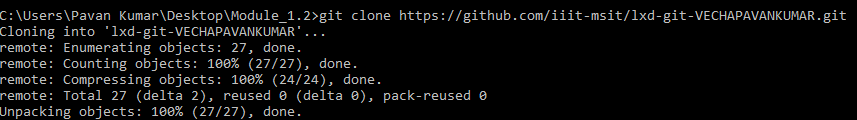 C:\Users\Pavan Kumar\Desktop\Module_1.2>git clone https://github.com/iiit-msit/lxd-git-VECHAPAVANKUMAR.git
Cloning into 'lxd-git-VECHAPAVANKUMAR'...
remote: Enumerating objects: 27, done.
remote: Counting objects: 100% (27/27), done.
remote: Compressing objects: 100% (24/24), done.
remote: Total 27 (delta 2), reused 0 (delta 0), pack-reused 0
Unpacking objects: 100% (27/27), done.